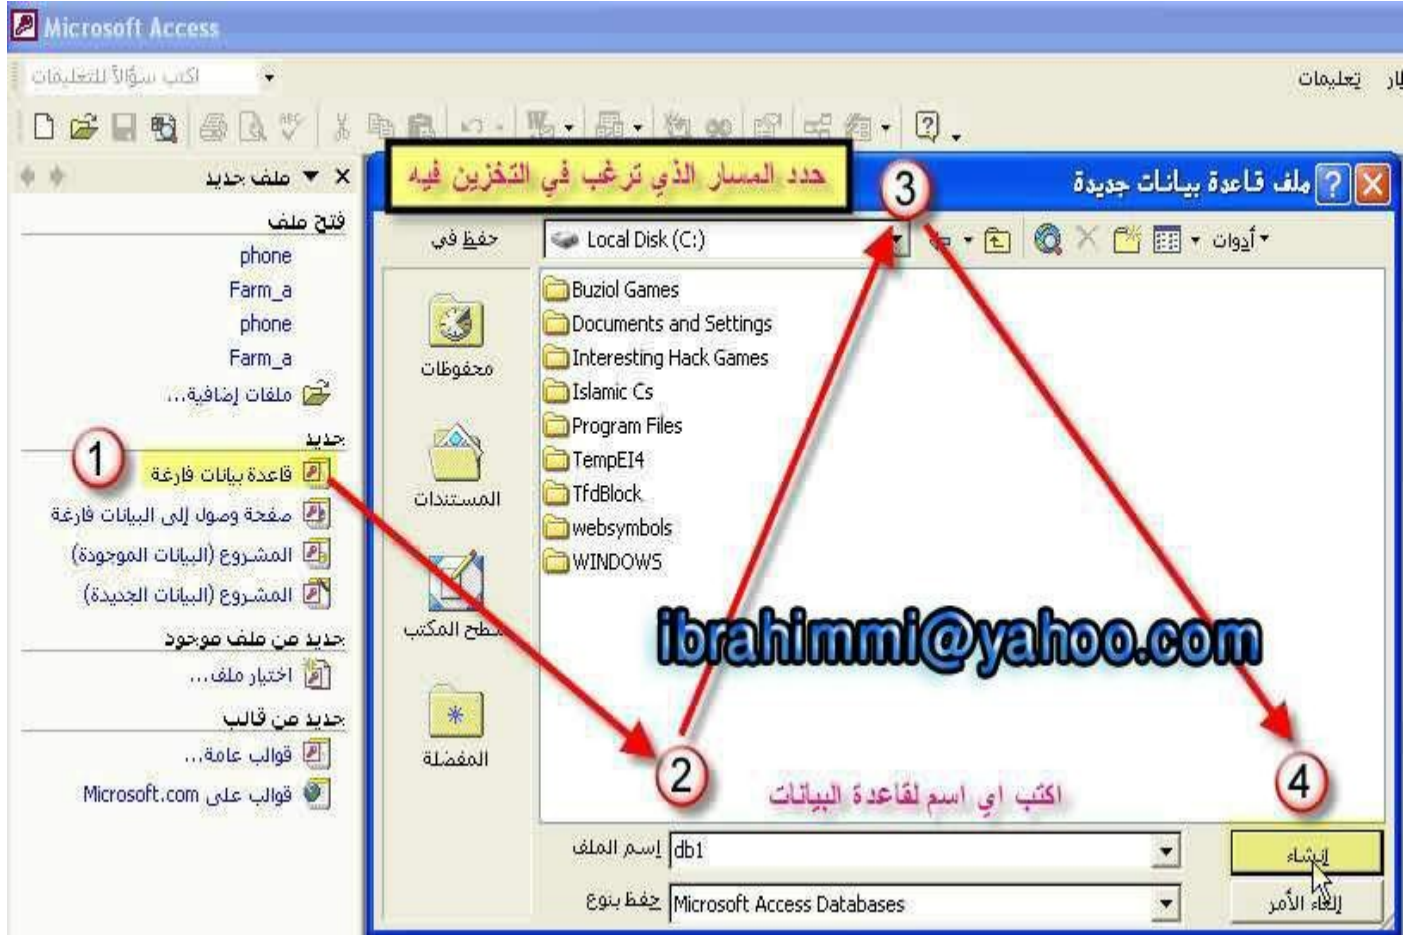 Microsoft Access
اكتب سؤالاً للتعليمات
تعليمات
ملف جديد
فتح ملف
phone
Farm_a
phone
Farm_a
ملفات إضافية...
جديد
1
قاعدة بيانات فارغة
صفحة وصول إلى البيانات فارغة
المشروع (البيانات الموجودة)
المشروع (البيانات الجديدة)
جديد من ملف موجود
اختيار ملف...
جديد من قالب
قوالب عامة...
قوالب على Microsoft.com
حدد المسار الذي ترغب في التخزين فيه
3
ملف قاعدة بيانات جديدة
حفظ في
Local Disk (C:)
أدوات
محفوظات
المستندات
سطح المكتب
المفضلة
Buziol Games
Documents and Settings
Interesting Hack Games
Islamic Cs
Program Files
TempEI4
TfdBlock
websymbols
WINDOWS
ibrahimmi@yahoo.com
2
اكتب اي اسم لقاعدة البيانات
4
إسم الملف
db1
إنشاء
حفظ بنوع
Microsoft Access Databases
إلغاء الأمر